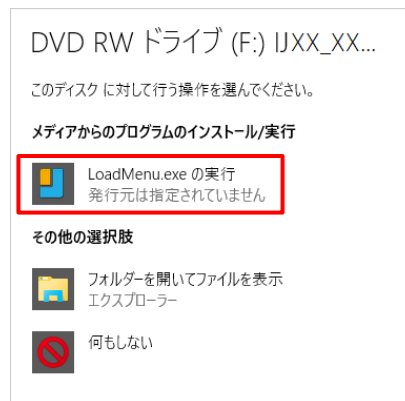 DVD RW ドライブ (F:) IJXX_XX...
このディスク に対して行う操作を選んでください。
メディアからのプログラムのインストール/実行
LoadMenu.exe の実行
発行元は指定されていません
その他の選択肢
フォルダーを開いてファイルを表示
エクスプローラー
何もしない